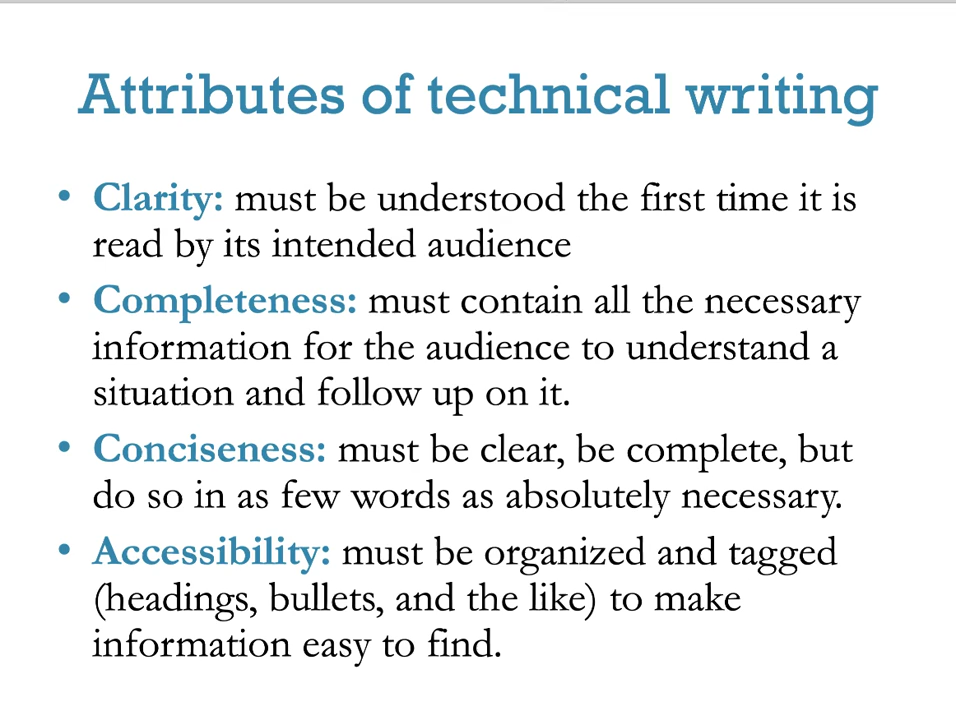 Attributes of technical writing
• Clarity: must be understood the first time it is
read by its intended audience
• Completeness: must contain all the necessary
information for the audience to understand a
situation and follow up on it.
• Conciseness: must be clear, be complete, but
do so in as few words as absolutely necessary.
• Accessibility: must be organized and tagged
(headings, bullets, and the like) to make
information easy to find.